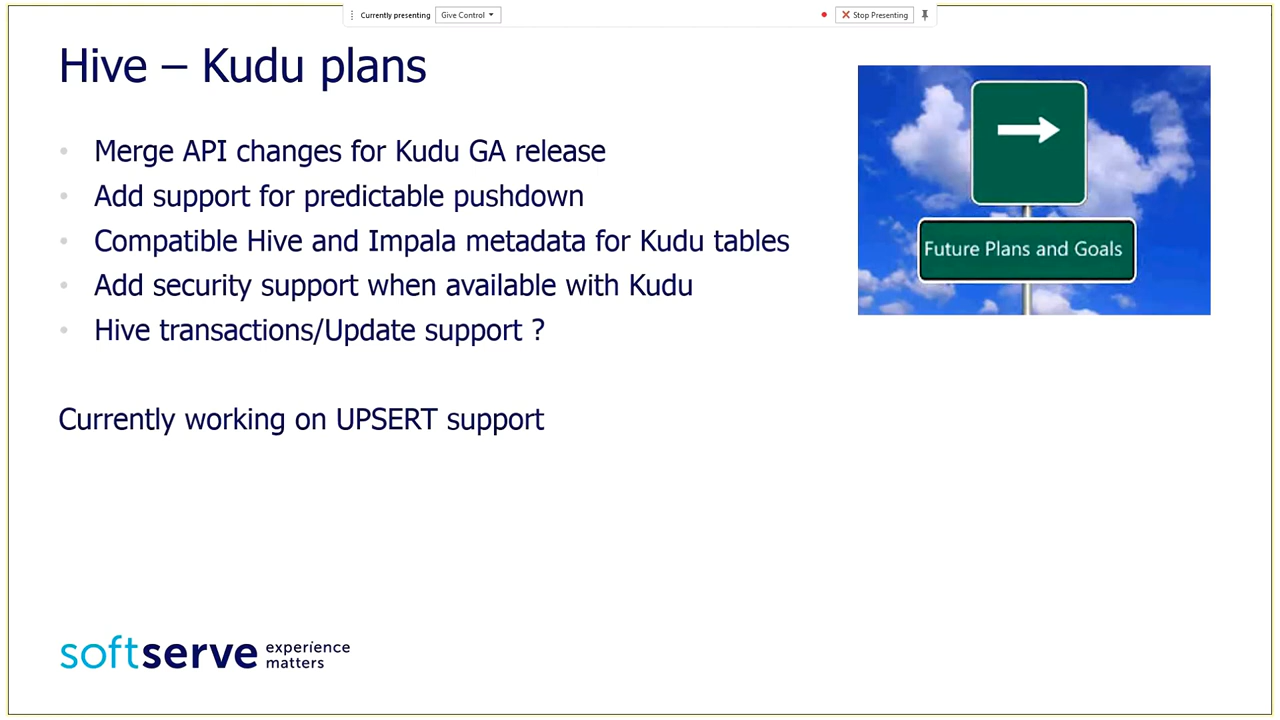 Currently presenting Give Control Stop Presenting
Hive – Kudu plans
• Merge API changes for Kudu GA release
• Add support for predictable pushdown
• Compatible Hive and Impala metadata for Kudu tables
• Add security support when available with Kudu
• Hive transactions/Update support ?
Currently working on UPSERT support
Future Plans and Goals
softserve experience
matters